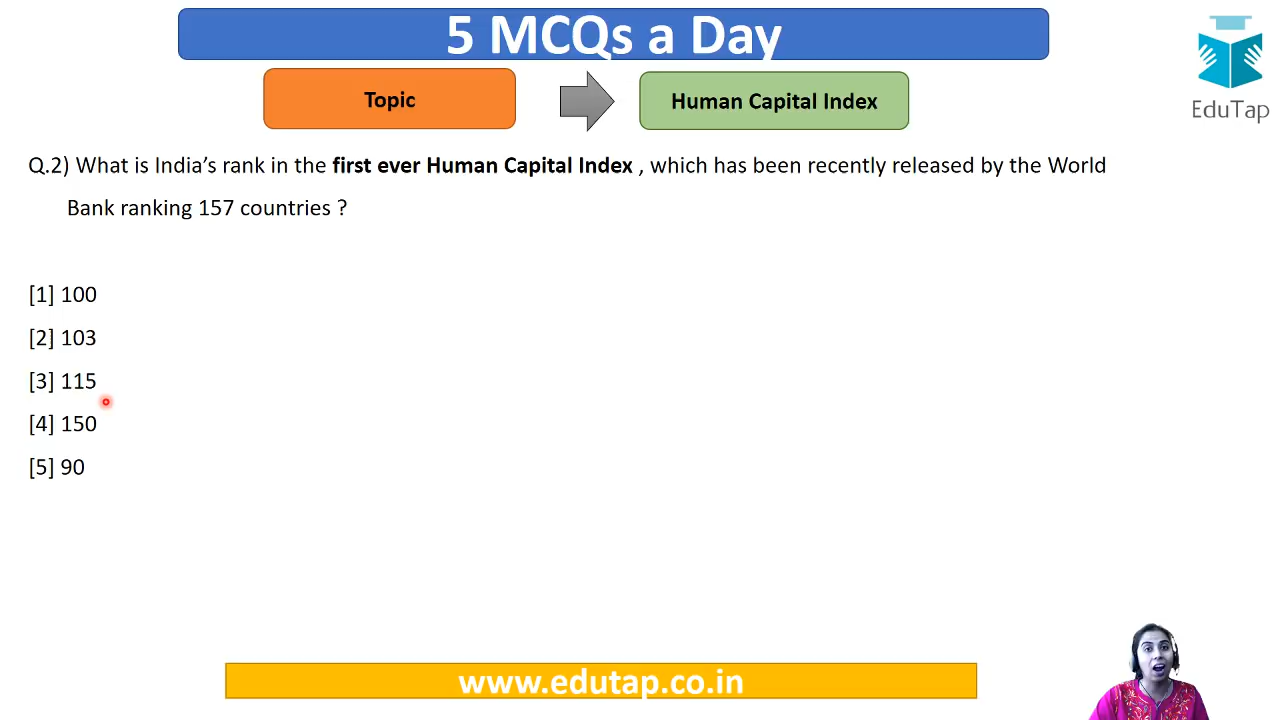 5 MCQs a Day
EduTap
Topic
Human Capital Index
Q.2) What is India’s rank in the first ever Human Capital Index , which has been recently released by the World
Bank ranking 157 countries ?
[1] 100
[2] 103
[3] 115
[4] 150
[5] 90
www.edutap.co.in